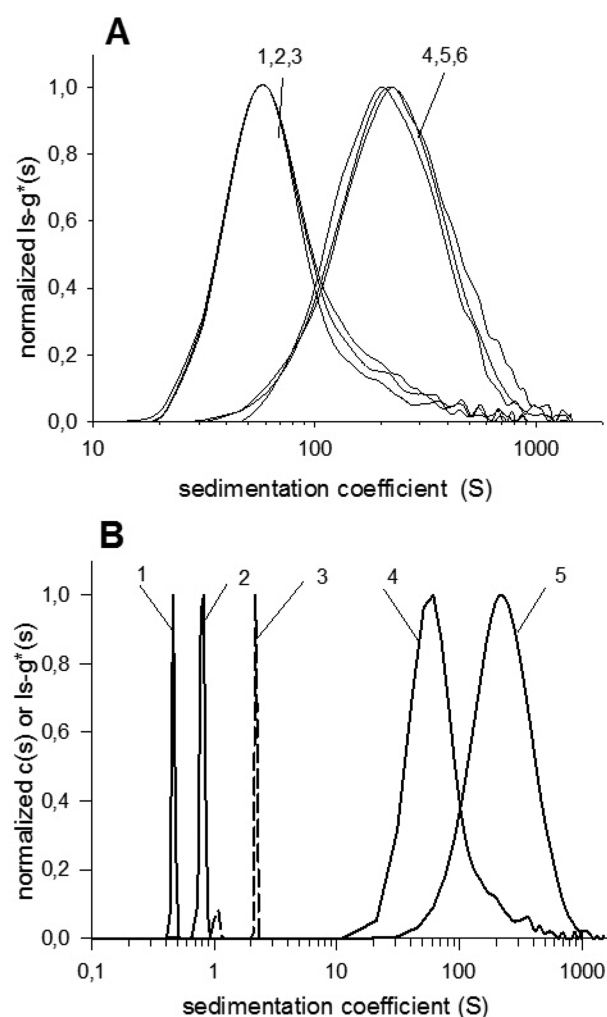 A
1,2,3 4,5,6
1,0
0,8
0,6
0,4
0,2
0,0
normalized ls-g*(s)
10 100 1000
sedimentation coefficient (S)
B
1 2 3 4 5
1,0
0,8
0,6
0,4
0,2
0,0
normalized c(s) or ls-g*(s)
0,1 1 10 100 1000
sedimentation coefficient (S)